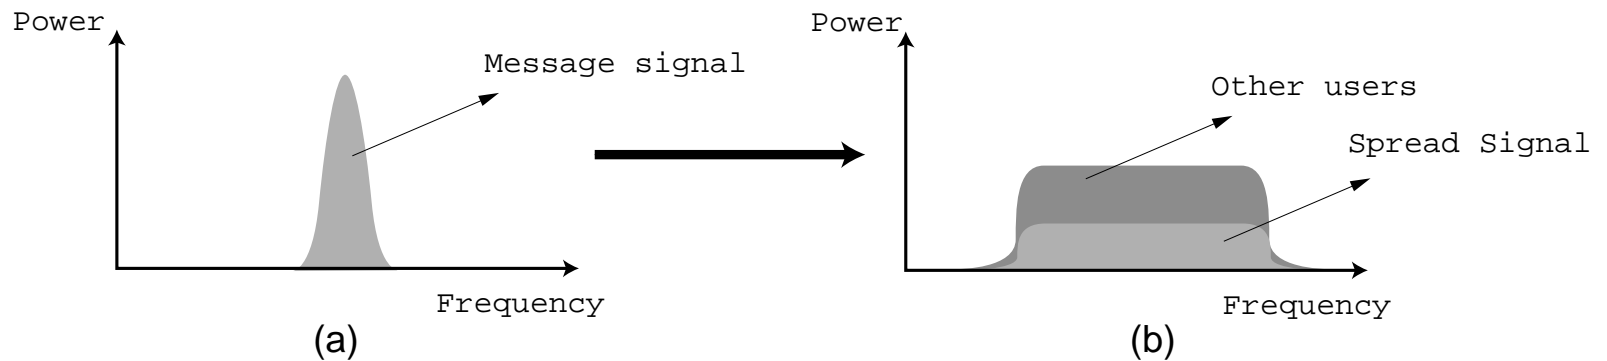 Power
Message signal
Frequency
(a)
Power
Other users
Spread Signal
Frequency
(b)